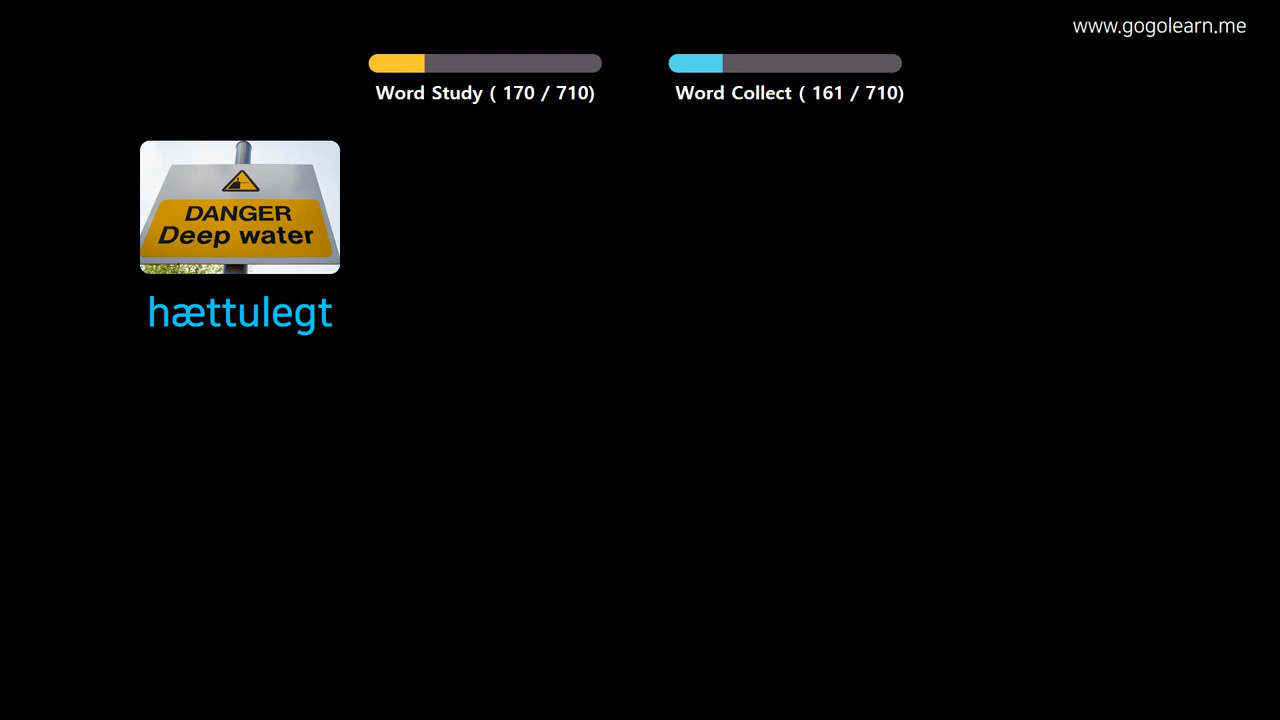 www.gogolearn.me
Word Study ( 170 / 710)
Word Collect ( 161 / 710)
DANGER
Deep water
hættulegt